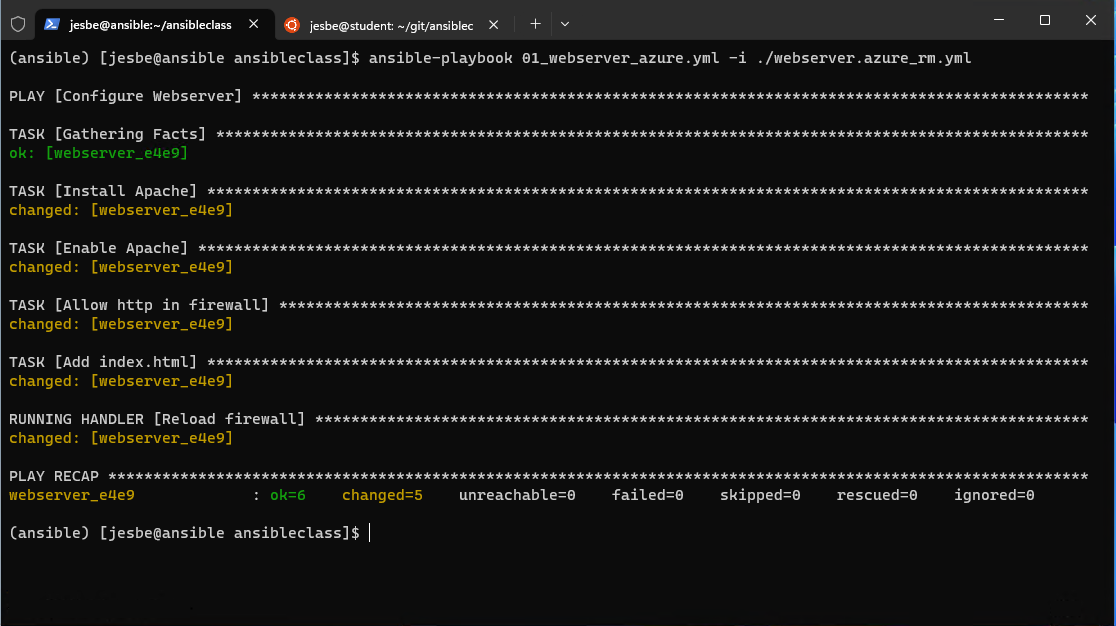 jesbe@ansible:~/ansibleclass
jesbe@student: ~/git/ansiblec
(ansible) [jesbe@ansible ansibleclass]$ ansible-playbook 01_webserver_azure.yml -i ./webserver.azure_rm.yml
PLAY [Configure Webserver] *********************************************************************************************
TASK [Gathering Facts] *************************************************************************************************
ok: [webserver_e4e9]
TASK [Install Apache] **************************************************************************************************
changed: [webserver_e4e9]
TASK [Enable Apache] ***************************************************************************************************
changed: [webserver_e4e9]
TASK [Allow http in firewall] ******************************************************************************************
changed: [webserver_e4e9]
TASK [Add index.html] **************************************************************************************************
changed: [webserver_e4e9]
RUNNING HANDLER [Reload firewall] **************************************************************************************
changed: [webserver_e4e9]
PLAY RECAP *************************************************************************************************************
webserver_e4e9             : ok=6    changed=5    unreachable=0    failed=0    skipped=0    rescued=0    ignored=0
(ansible) [jesbe@ansible ansibleclass]$